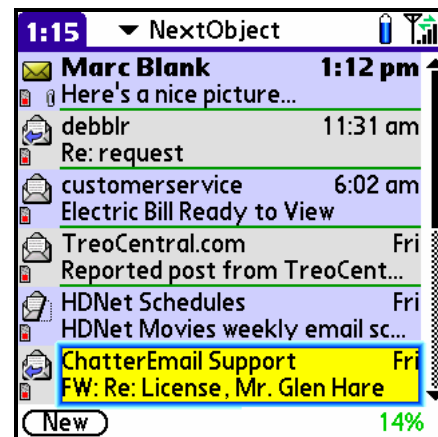 1:15 NextObject
Marc Blank 1:12 pm
Here's a nice picture...
debblr 11:31 am
Re: request
customerservice 6:02 am
Electric Bill Ready to View
TreoCentral.com Fri
Reported post from TreoCent...
HDNet Schedules Fri
HDNet Movies weekly email sc...
ChatterEmail Support Fri
FW: Re: License, Mr. Glen Hare
New 14%